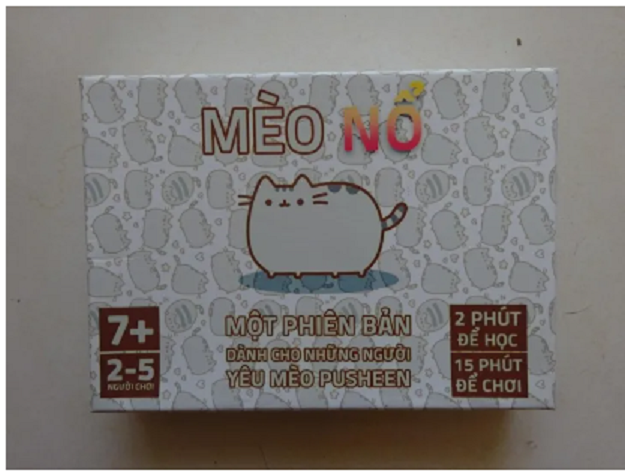 MÈO NỔ
7+
2-5
NGƯỜI CHƠI
MỘT PHIÊN BẢN
DÀNH CHO NHỮNG NGƯỜI
YÊU MÈO PUSHEEN
2 PHÚT
ĐỂ HỌC
15 PHÚT
ĐỂ CHƠI